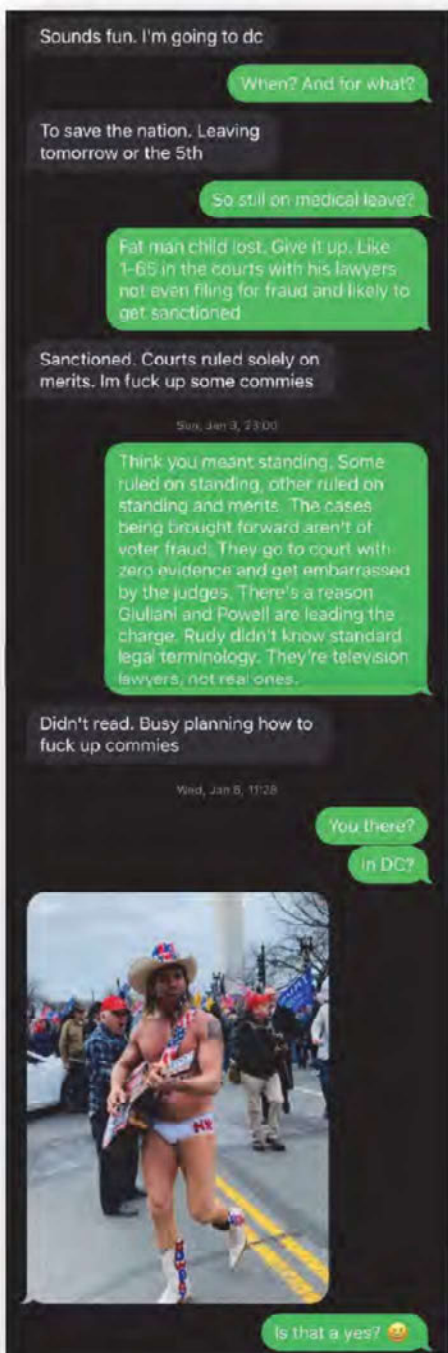 Sounds fun. I'm going to dc
When? And for what?
To save the nation. Leaving
tomorrow or the 5th
So still on medical leave?
Fat man child lost. Give it up. Like
1-65 in the courts with his lawyers
not even filing for fraud and likely to
get sanctioned
Sanctioned. Courts ruled solely on
merits. Im fuck up some commies
Sun, Jan 3, 23:00
Think you meant standing. Some
ruled on standing, other ruled on
standing and merits. The cases
being brought forward aren't of
voter fraud. They go to court with
zero evidence and get embarrassed
by the judges. There's a reason
Giuliani and Powell are leading the
charge. Rudy didn't know standard
legal terminology. They're television
lawyers, not real ones.
Didn't read. Busy planning how to
fuck up commies
Wed, Jan 6, 11:28
You there?
In DC?
Is that a yes? 😀